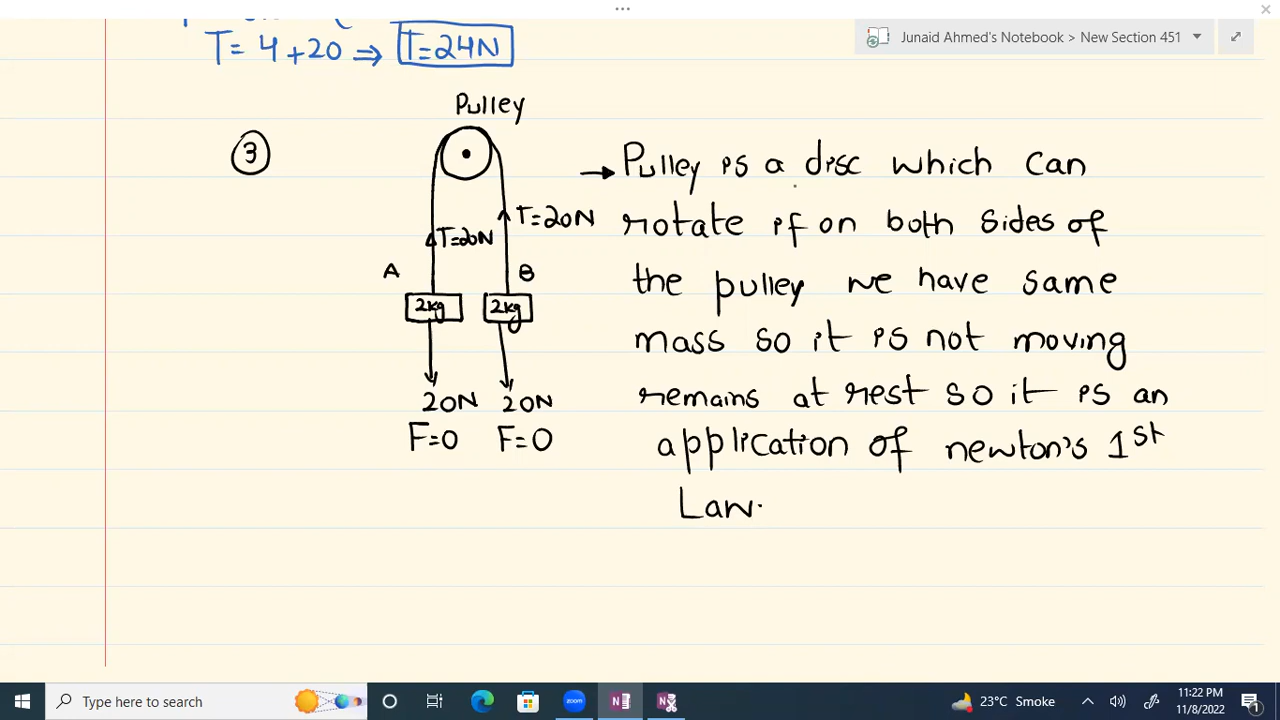 Junaid Ahmed's Notebook > New Section 451
T= 4+20 ⇒ T=24N
Pulley
③
→ Pulley is a disc which can
rotate if on both sides of
the pulley we have same
mass so it is not moving
remains at rest so it is an
application of newton's 1st
Law.
T=20N
T=20N
A
B
2kg
2kg
20N 20N
F=0 F=0
Type here to search
zoom
23°C Smoke
11:22 PM
11/8/2022
1